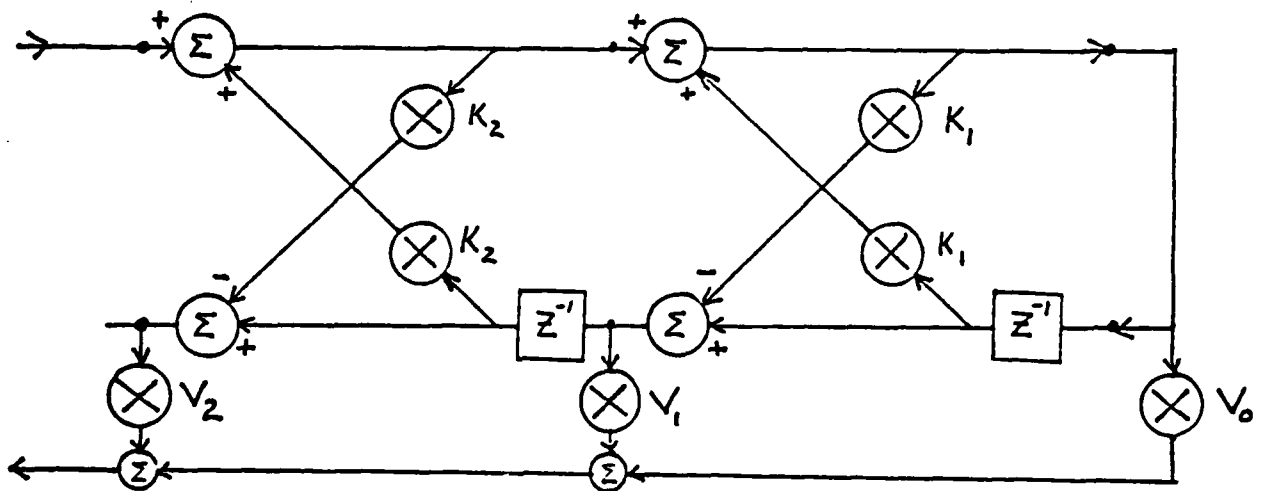 + Σ + Σ
+ +
K₂ K₁
K₂ K₁
- -
Σ + Z⁻¹ Σ + Z⁻¹
V₂ V₁ V₀
Σ Σ